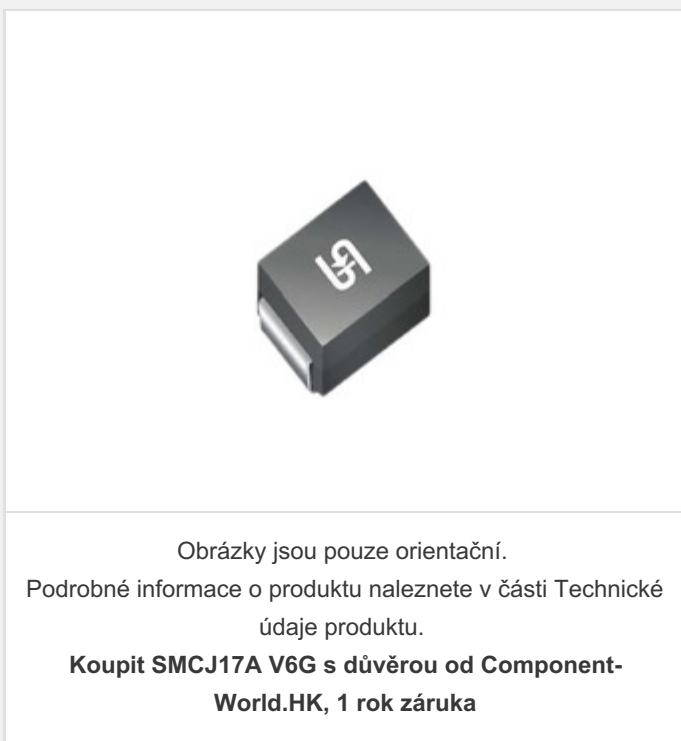 Obrázky jsou pouze orientační.
Podrobné informace o produktu naleznete v části Technické
údaje produktu.
Koupit SMCJ17A V6G s důvěrou od Component-
World.HK, 1 rok záruka